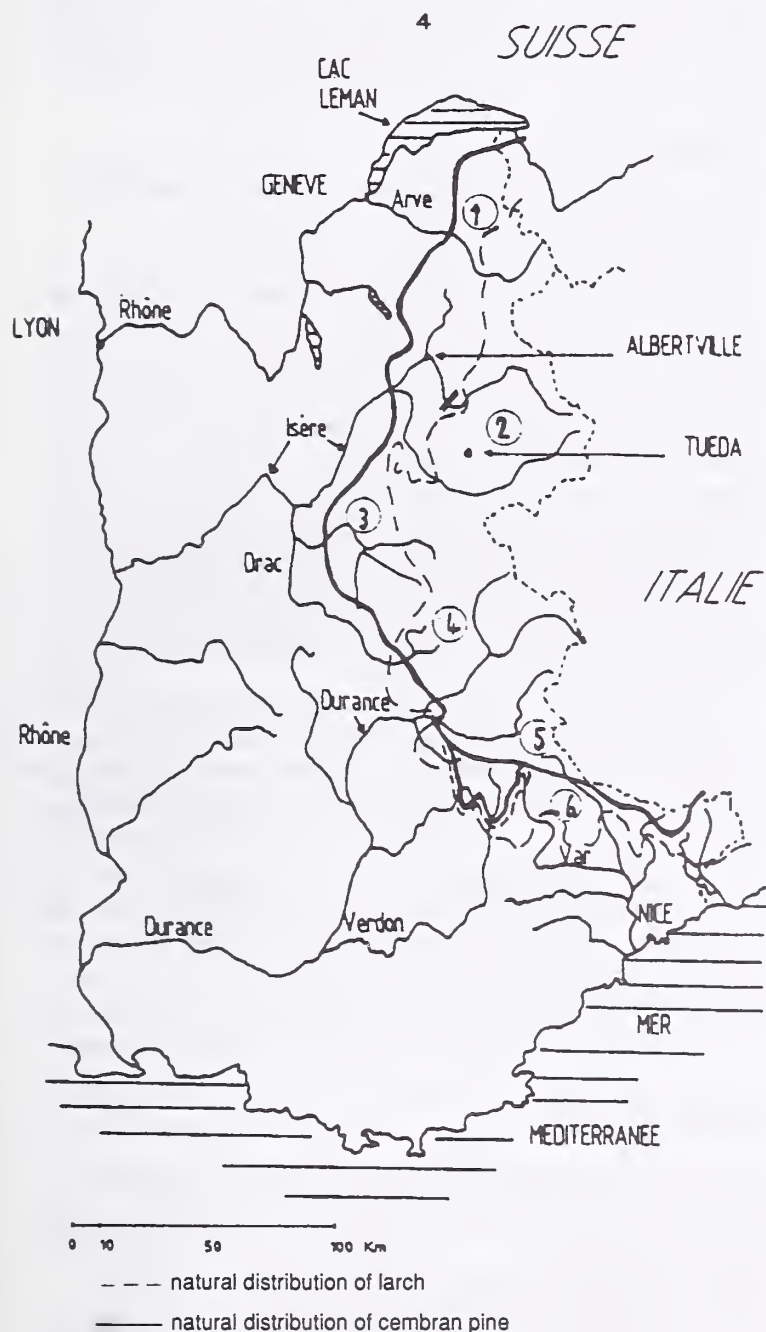 4
SUISSE
CAC
LEMAN
GENEVE
Arve
1
Rhône
LYON
ALBERTVILLE
2
Isère
TUEDA
3
Drac
ITALIE
4
Durance
Rhône
5
6
Var
Durance
Verdon
NICE
MER
MEDITERRANEE
0 10 50 100 Km
--- natural distribution of larch
—— natural distribution of cembran pine